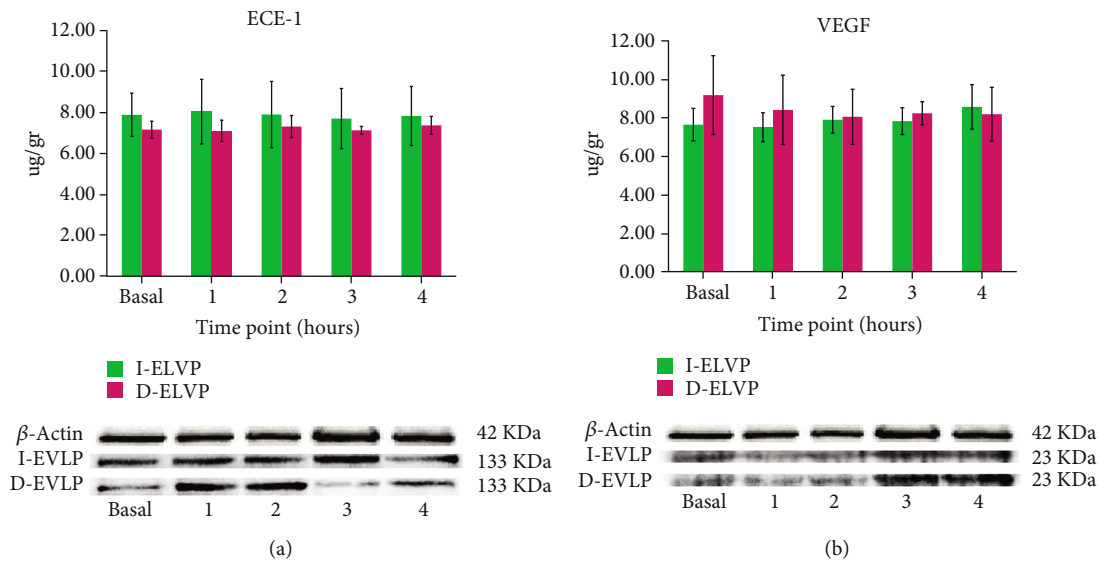 ECE-1
12.00
10.00
8.00
6.00
4.00
2.00
0.00
ug/gr
Basal 1 2 3 4
Time point (hours)
I-ELVP
D-ELVP
β-Actin 42 KDa
I-EVLP 133 KDa
D-EVLP 133 KDa
Basal 1 2 3 4
(a)
VEGF
12.00
10.00
8.00
6.00
4.00
2.00
0.00
ug/gr
Basal 1 2 3 4
Time point (hours)
I-ELVP
D-ELVP
β-Actin 42 KDa
I-EVLP 23 KDa
D-EVLP 23 KDa
Basal 1 2 3 4
(b)